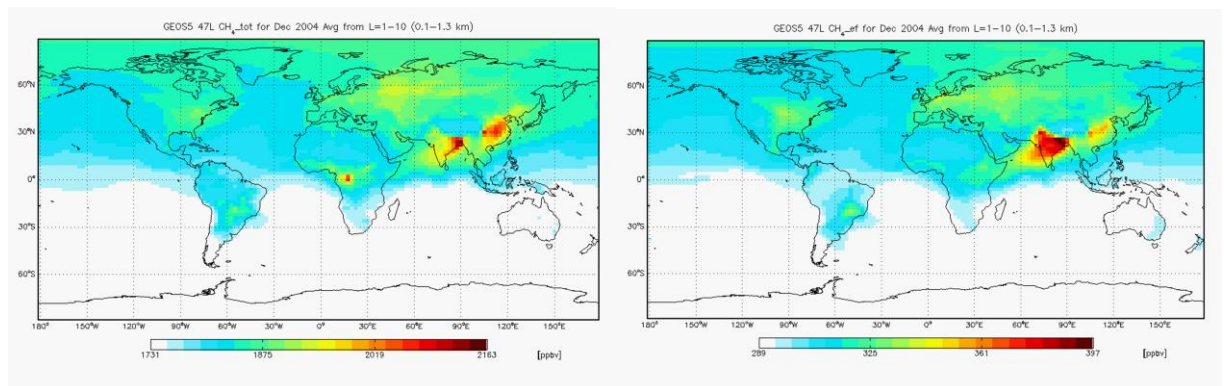 GEOS5 47L CH4_tot for Dec 2004 Avg from L=1-10 (0.1-1.3 km)
60°N
30°N
0°
30°S
60°S
180° 150°W 120°W 90°W 60°W 30°W 0° 30°E 60°E 90°E 120°E 150°E
1731 1875 2019 2163 [ppbv]
GEOS5 47L CH4_ef for Dec 2004 Avg from L=1-10 (0.1-1.3 km)
60°N
30°N
0°
30°S
60°S
180° 150°W 120°W 90°W 60°W 30°W 0° 30°E 60°E 90°E 120°E 150°E
289 325 361 397 [ppbv]